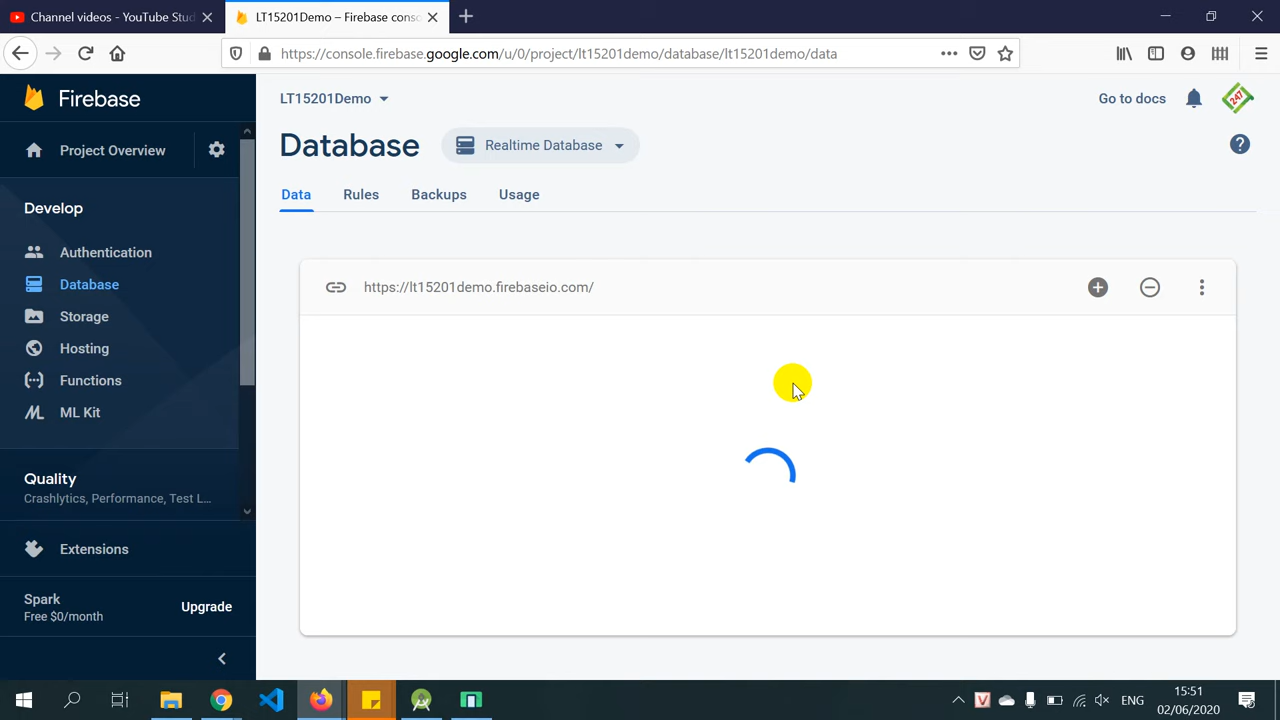 Channel videos - YouTube Stud
LT15201Demo – Firebase conso
https://console.firebase.google.com/u/0/project/lt15201demo/database/lt15201demo/data
Firebase
LT15201Demo
Go to docs
247
Project Overview
Database
Realtime Database
Data
Rules
Backups
Usage
Develop
Authentication
Database
Storage
Hosting
Functions
ML Kit
https://lt15201demo.firebaseio.com/
Quality
Crashlytics, Performance, Test L...
Extensions
Spark
Free $0/month
Upgrade
V
ENG
15:51
02/06/2020